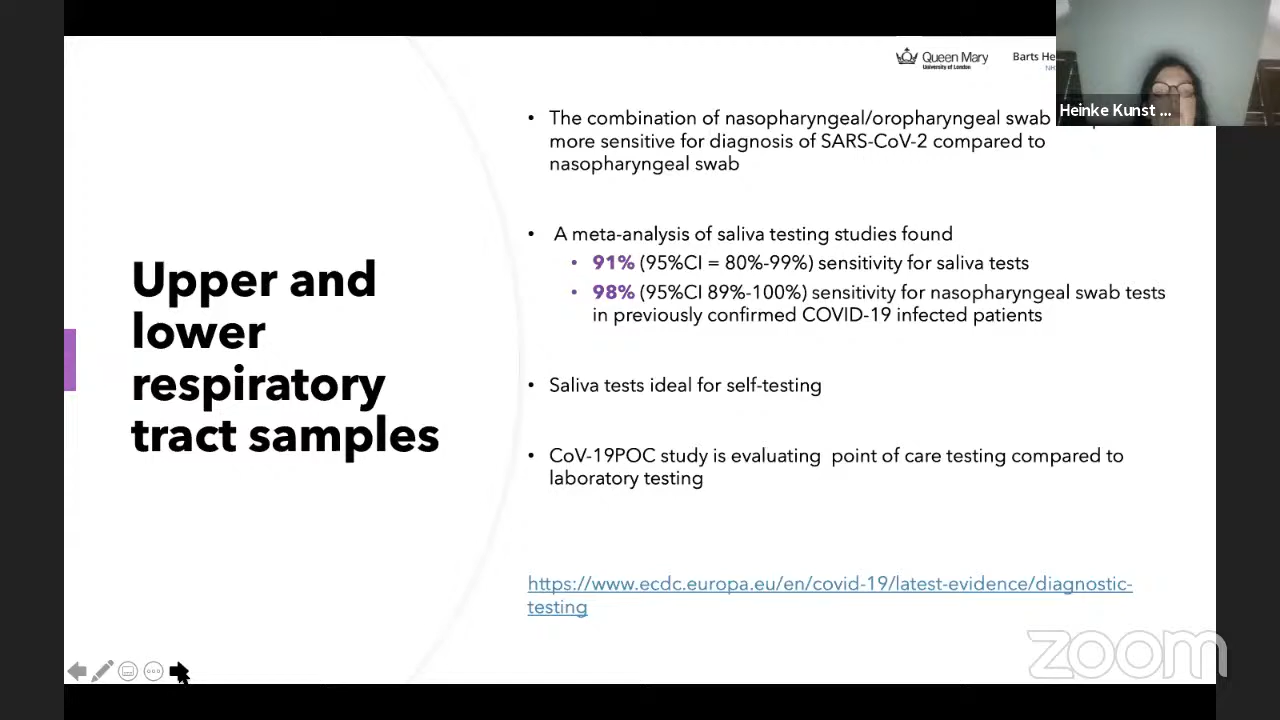 Queen Mary
University of London
Barts He
Heinke Kunst ...
Upper and
lower
respiratory
tract samples
• The combination of nasopharyngeal/oropharyngeal swab
more sensitive for diagnosis of SARS-CoV-2 compared to
nasopharyngeal swab
• A meta-analysis of saliva testing studies found
• 91% (95%CI = 80%-99%) sensitivity for saliva tests
• 98% (95%CI 89%-100%) sensitivity for nasopharyngeal swab tests
in previously confirmed COVID-19 infected patients
• Saliva tests ideal for self-testing
• CoV-19POC study is evaluating point of care testing compared to
laboratory testing
https://www.ecdc.europa.eu/en/covid-19/latest-evidence/diagnostic-
testing
zoom